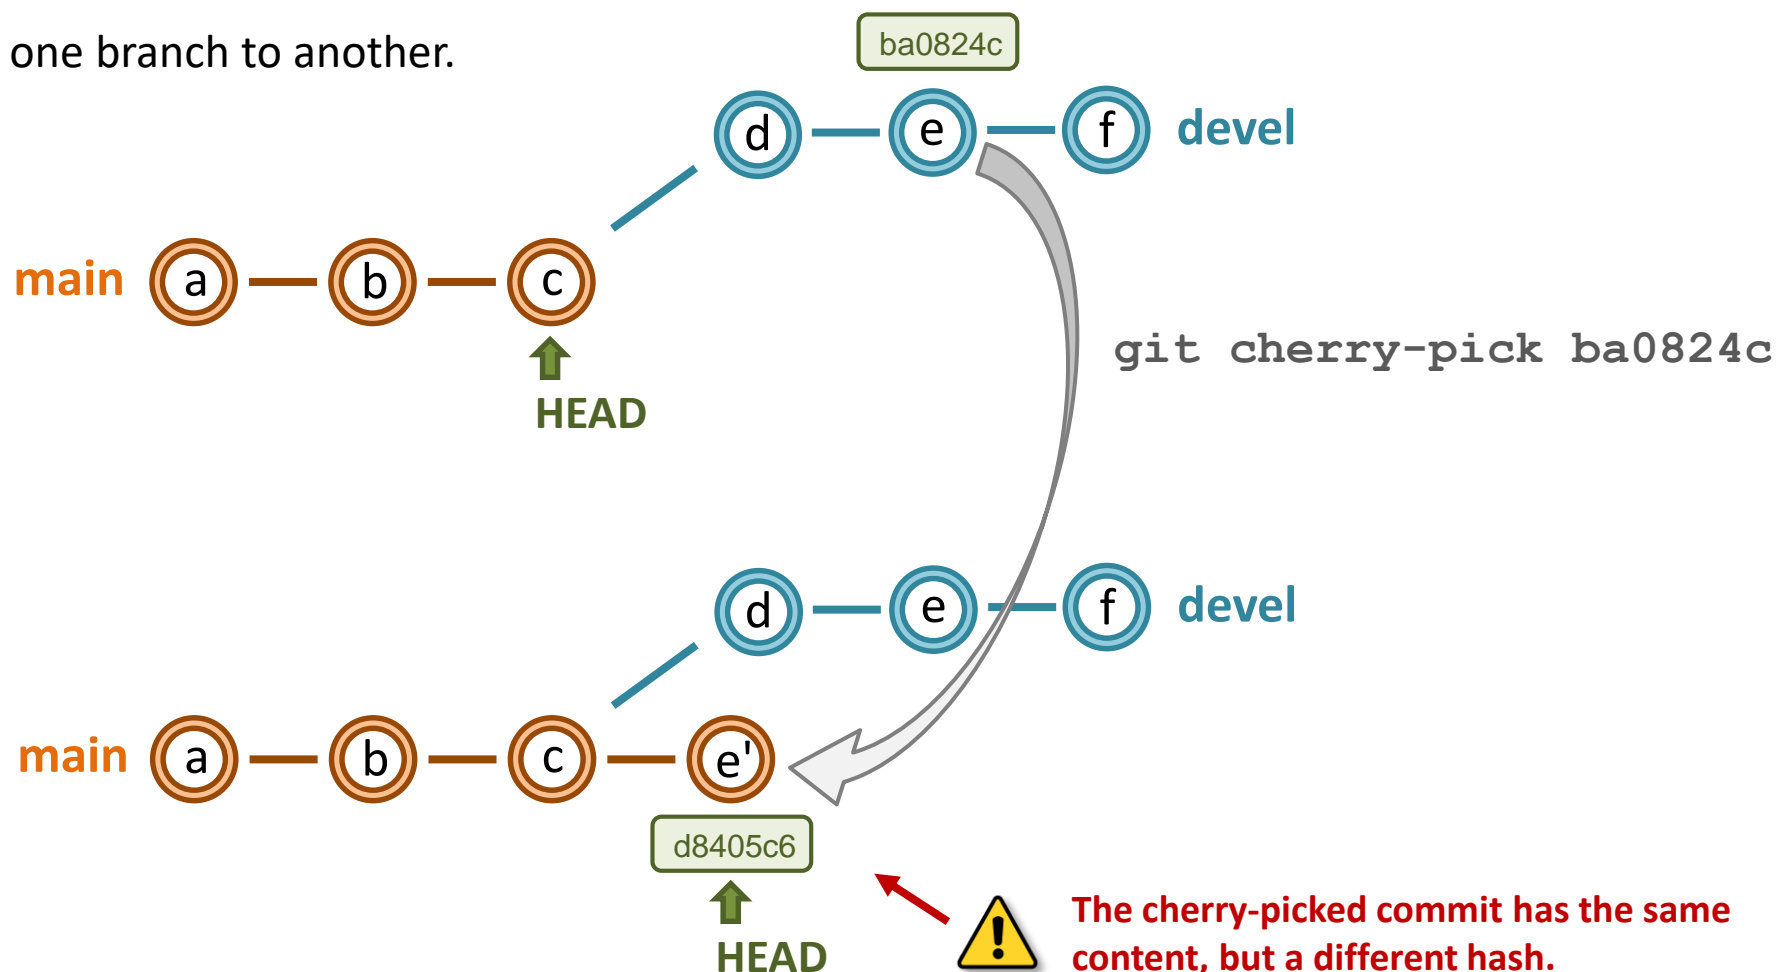 one branch to another.
ba0824c
d e f devel
main a b c
HEAD
git cherry-pick ba0824c
d e f devel
main a b c e'
d8405c6
HEAD
The cherry-picked commit has the same
content, but a different hash.